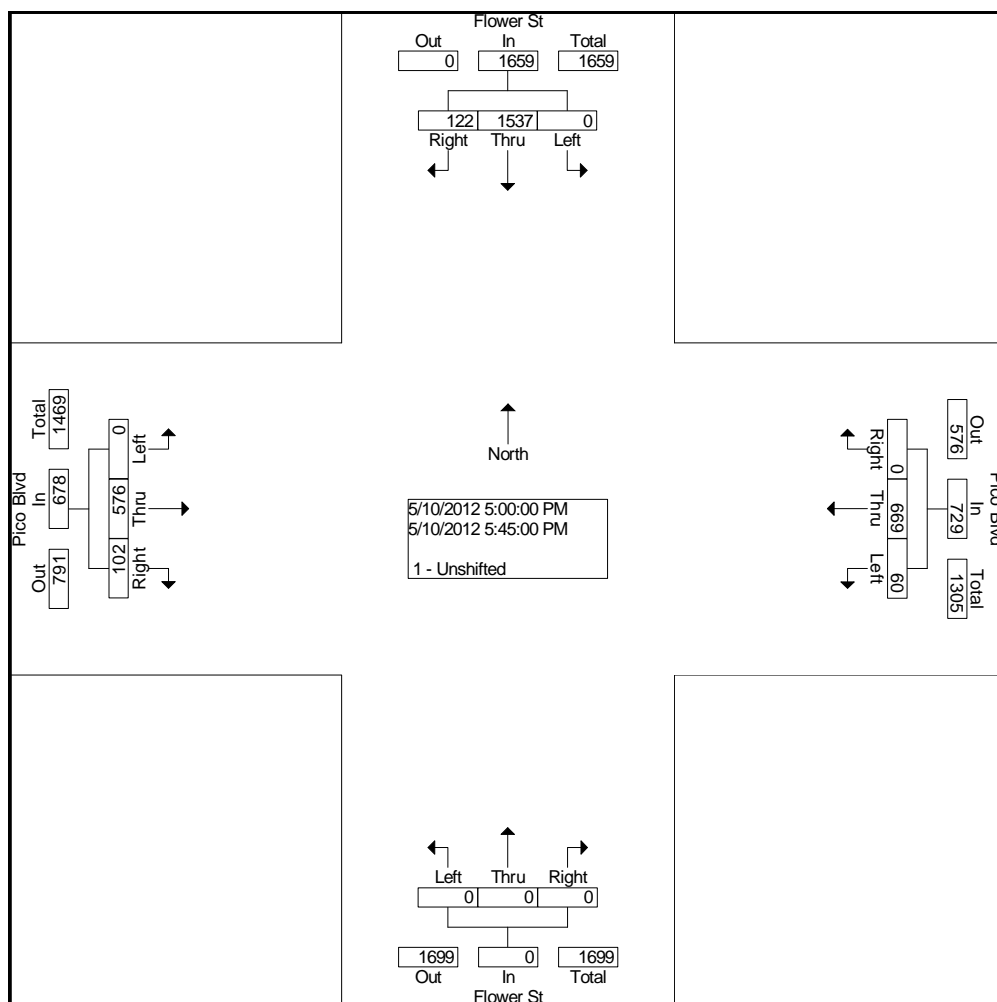 Flower St
Out In Total
0 1659 1659
122 1537 0
Right Thru Left
Pico Blvd
Total In Out
1469 678 791
0 576 102
Left Thru Right
North
5/10/2012 5:00:00 PM
5/10/2012 5:45:00 PM
1 - Unshifted
Right Thru Left
0 669 60
Out In Total
576 729 1305
Pico Blvd
Left Thru Right
0 0 0
1699 0 1699
Out In Total
Flower St